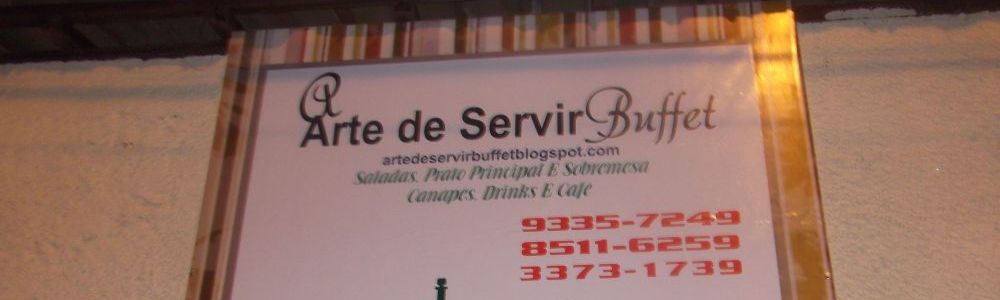 A
Arte de Servir Buffet
artedeservirbuffetblogspot.com
Saladas, Prato Principal E Sobremesa
Canapes, Drinks E Cafe
9335-7249
8511-6259
3373-1739